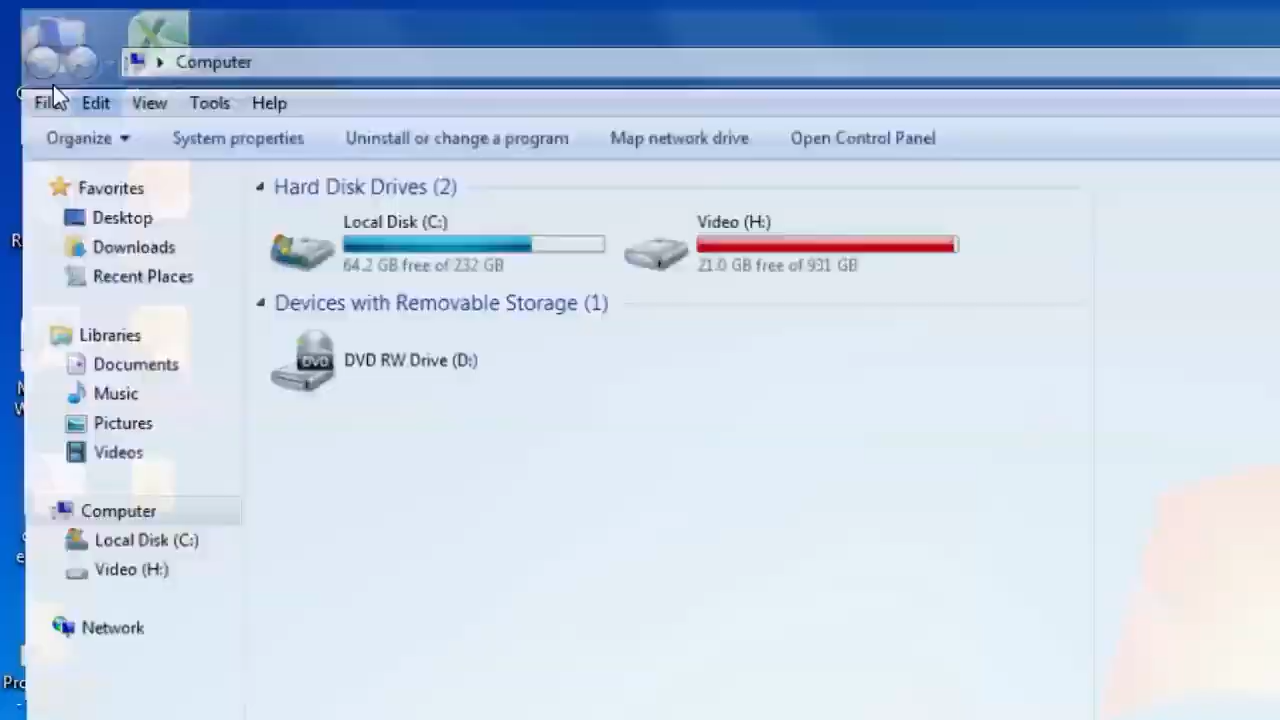 Computer
File Edit View Tools Help
Organize System properties Uninstall or change a program Map network drive Open Control Panel
Favorites
Desktop
Downloads
Recent Places
Libraries
Documents
Music
Pictures
Videos
Computer
Local Disk (C:)
Video (H:)
Network
Hard Disk Drives (2)
Local Disk (C:)
64.2 GB free of 232 GB
Video (H:)
21.0 GB free of 931 GB
Devices with Removable Storage (1)
DVD
DVD RW Drive (D:)